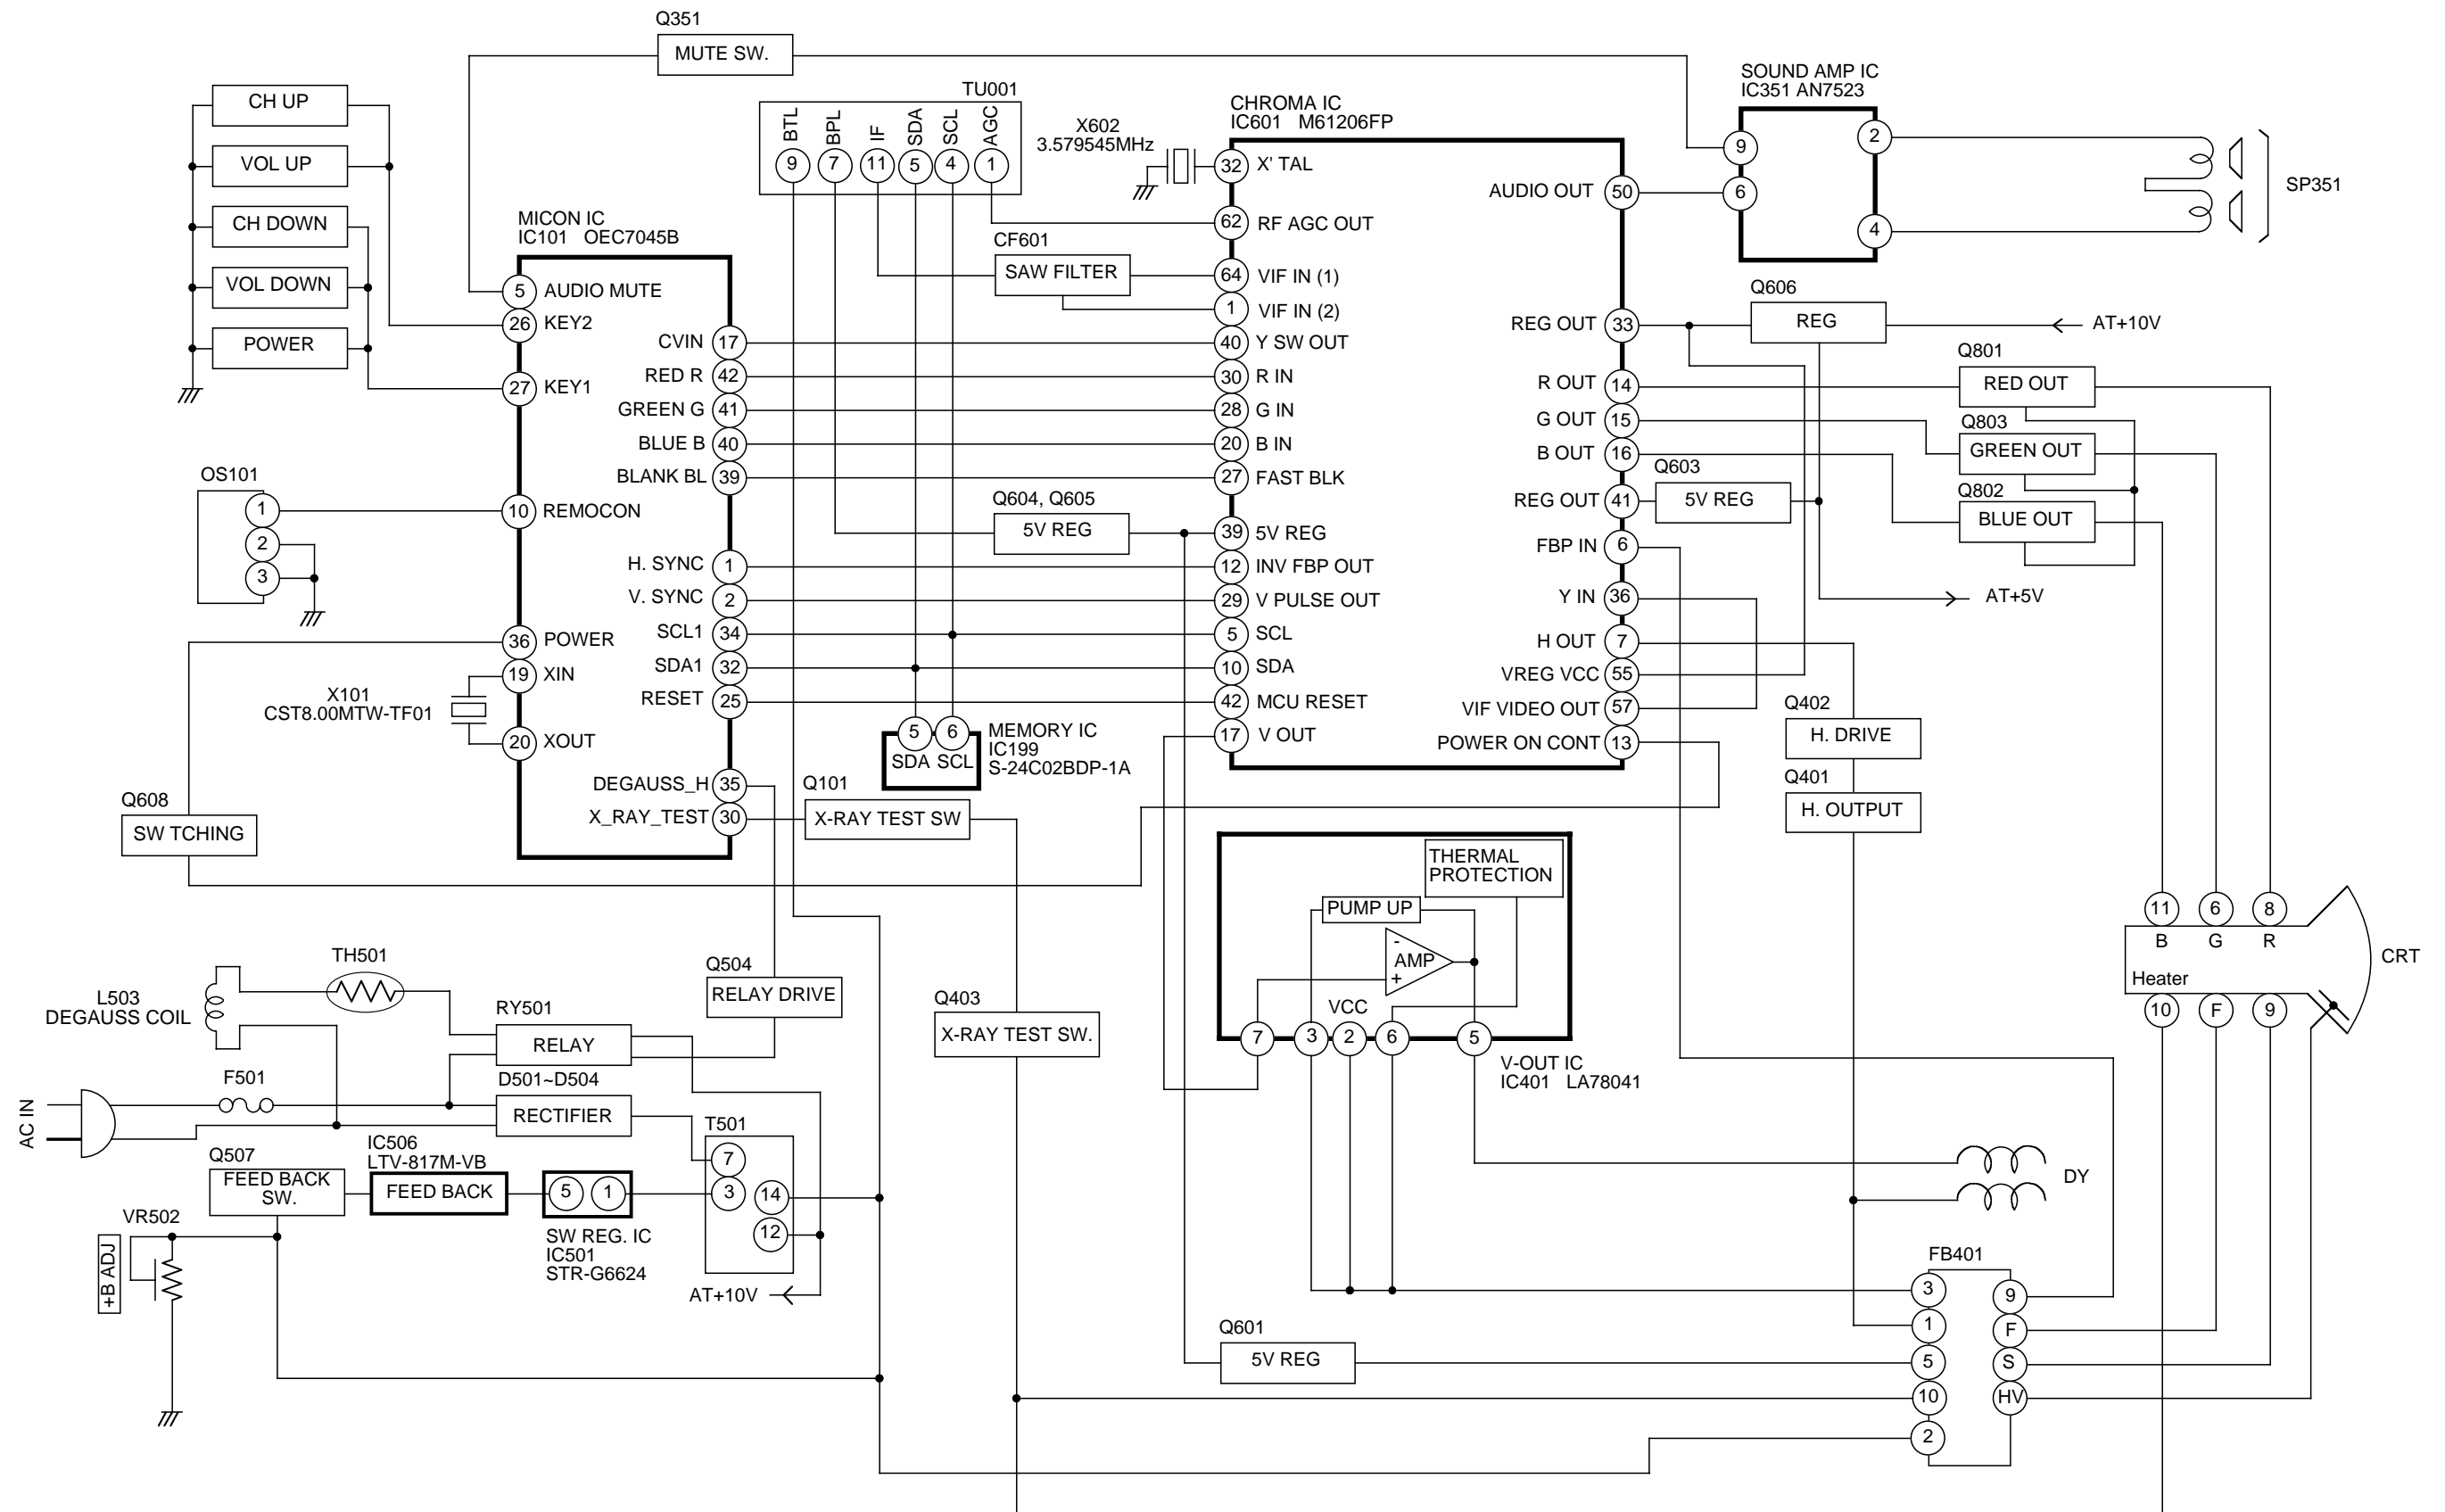 Q351
MUTE SW.
CH UP
VOL UP
CH DOWN
VOL DOWN
POWER
TU001
BTL
BPL
IF
SDA
SCL
AGC
9
7
11
5
4
1
X602
3.579545MHz
CHROMA IC
IC601 M61206FP
SOUND AMP IC
IC351 AN7523
9
6
2
4
SP351
MICON IC
IC101 OEC7045B
5 AUDIO MUTE
26 KEY2
27 KEY1
10 REMOCON
36 POWER
19 XIN
20 XOUT
CVIN 17
RED R 42
GREEN G 41
BLUE B 40
BLANK BL 39
H. SYNC 1
V. SYNC 2
SCL1 34
SDA1 32
RESET 25
DEGAUSS_H 35
X_RAY_TEST 30
CF601
SAW FILTER
Q604, Q605
5V REG
32 X' TAL
62 RF AGC OUT
64 VIF IN (1)
1 VIF IN (2)
40 Y SW OUT
30 R IN
28 G IN
20 B IN
27 FAST BLK
39 5V REG
12 INV FBP OUT
29 V PULSE OUT
5 SCL
10 SDA
42 MCU RESET
17 V OUT
AUDIO OUT 50
REG OUT 33
R OUT 14
G OUT 15
B OUT 16
REG OUT 41
FBP IN 6
Y IN 36
H OUT 7
VREG VCC 55
VIF VIDEO OUT 57
POWER ON CONT 13
Q606
REG
AT+10V
Q801
RED OUT
Q803
GREEN OUT
Q802
BLUE OUT
Q603
5V REG
AT+5V
Q402
H. DRIVE
Q401
H. OUTPUT
OS101
1
2
3
X101
CST8.00MTW-TF01
5
6
SDA SCL
MEMORY IC
IC199
S-24C02BDP-1A
Q608
SW TCHING
Q101
X-RAY TEST SW
THERMAL
PROTECTION
PUMP UP
-
AMP
+
VCC
7
3
2
6
5
V-OUT IC
IC401 LA78041
11
6
8
B
G
R
Heater
10
F
9
CRT
L503
DEGAUSS COIL
TH501
Q504
RELAY DRIVE
Q403
X-RAY TEST SW.
RY501
RELAY
F501
AC IN
D501~D504
RECTIFIER
T501
7
3
14
12
AT+10V
Q507
FEED BACK
SW.
IC506
LTV-817M-VB
FEED BACK
5
1
SW REG. IC
IC501
STR-G6624
VR502
+B ADJ
DY
FB401
3
1
5
10
2
9
F
S
HV
Q601
5V REG